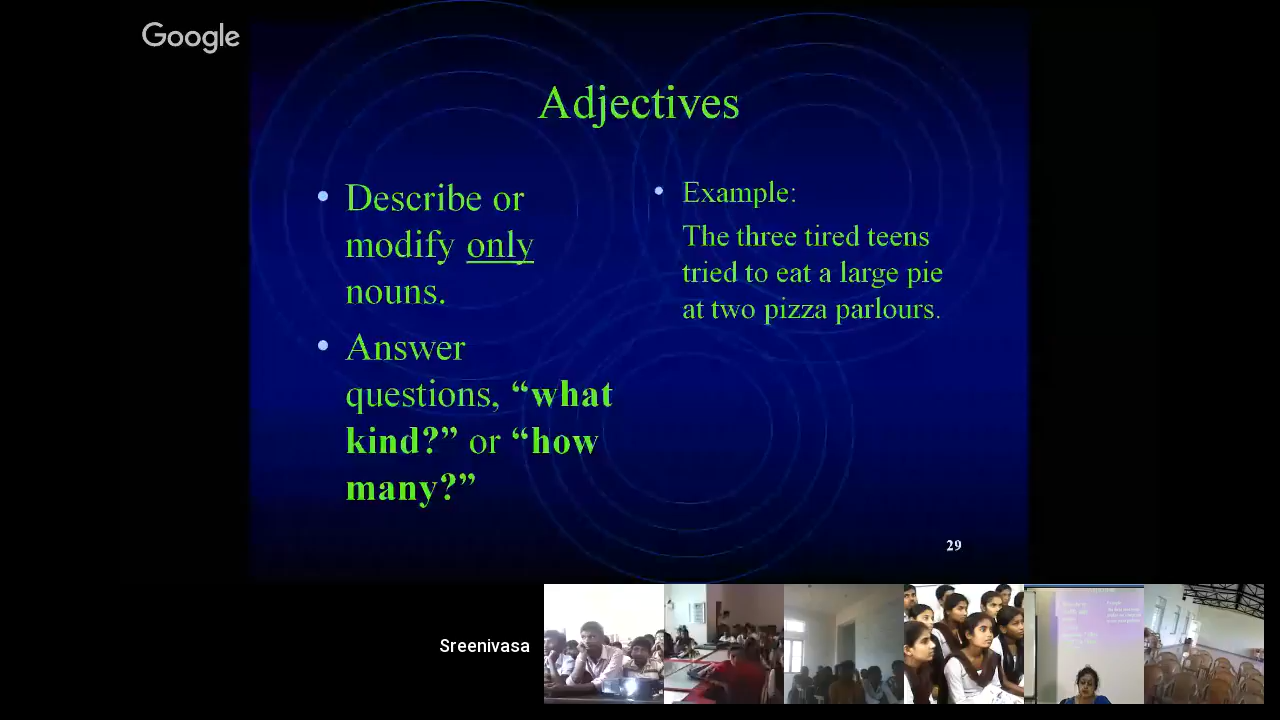 Google
Adjectives
• Describe or
modify only
nouns.
• Answer
questions, “what
kind?” or “how
many?”
• Example:
The three tired teens
tried to eat a large pie
at two pizza parlours.
29
Sreenivasa